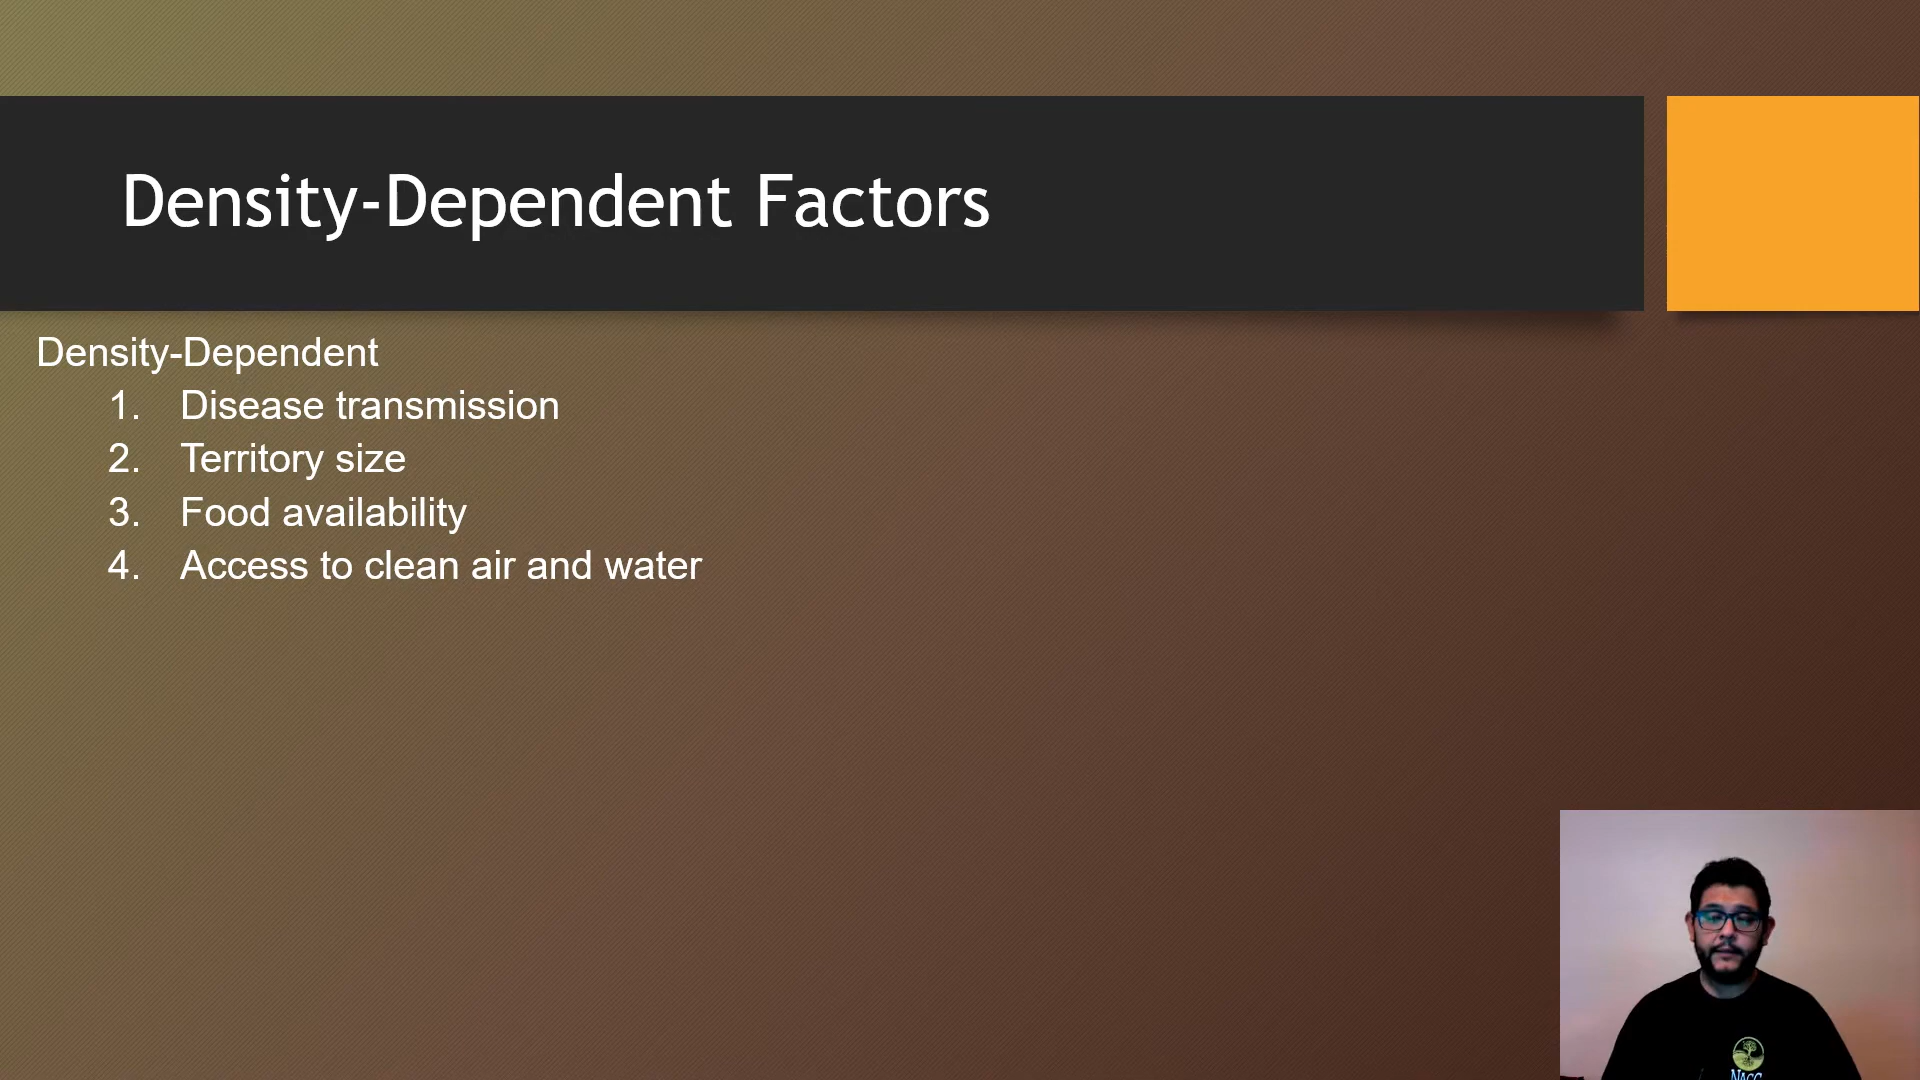 Density-Dependent Factors
Density-Dependent
1. Disease transmission
2. Territory size
3. Food availability
4. Access to clean air and water